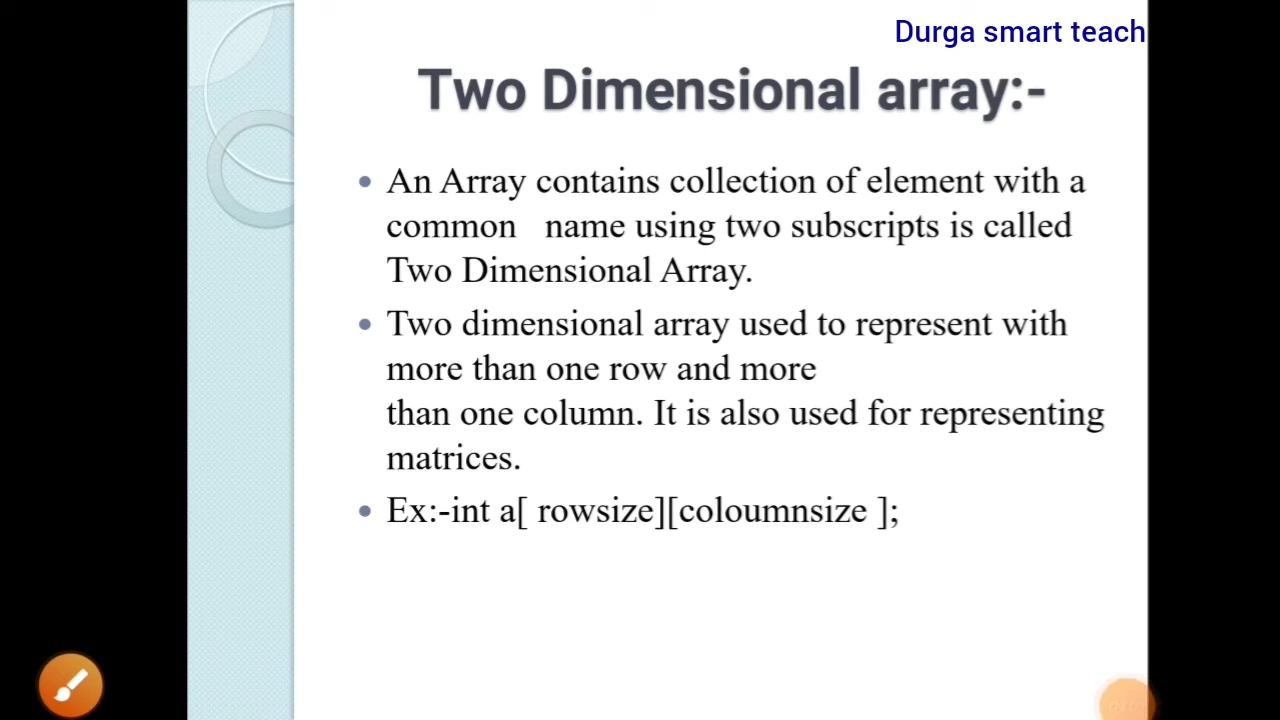 Durga smart teach
Two Dimensional array:-
An Array contains collection of element with a
common name using two subscripts is called
Two Dimensional Array.
Two dimensional array used to represent with
more than one row and more
than one column. It is also used for representing
matrices.
Ex:-int a[ rowsize][coloumnsize ];